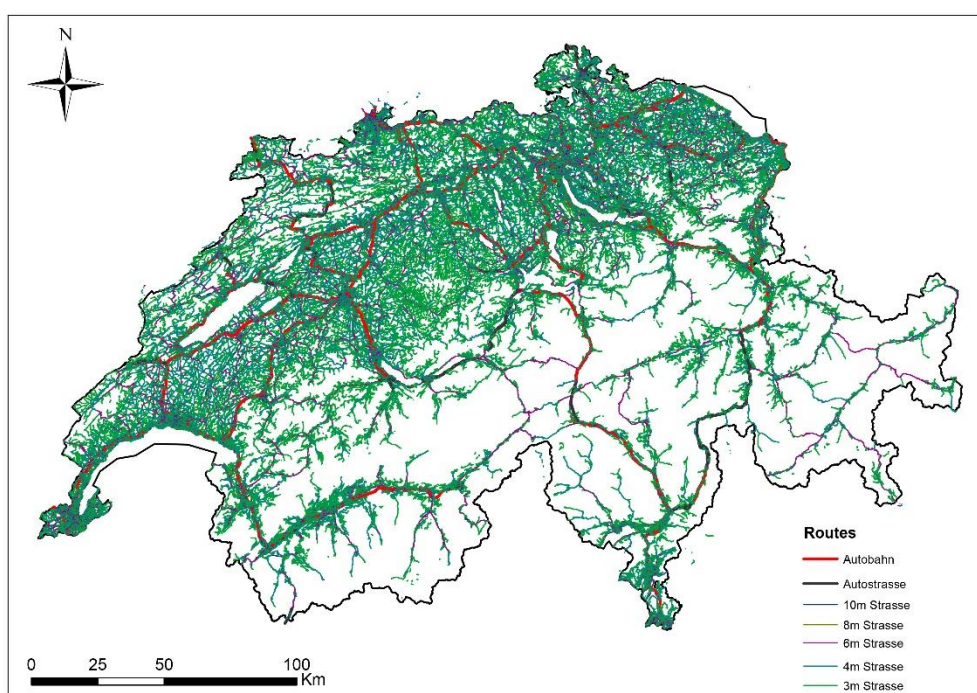 N
Routes
Autobahn
Autostrasse
10m Strasse
8m Strasse
6m Strasse
4m Strasse
3m Strasse
0 25 50 100
Km